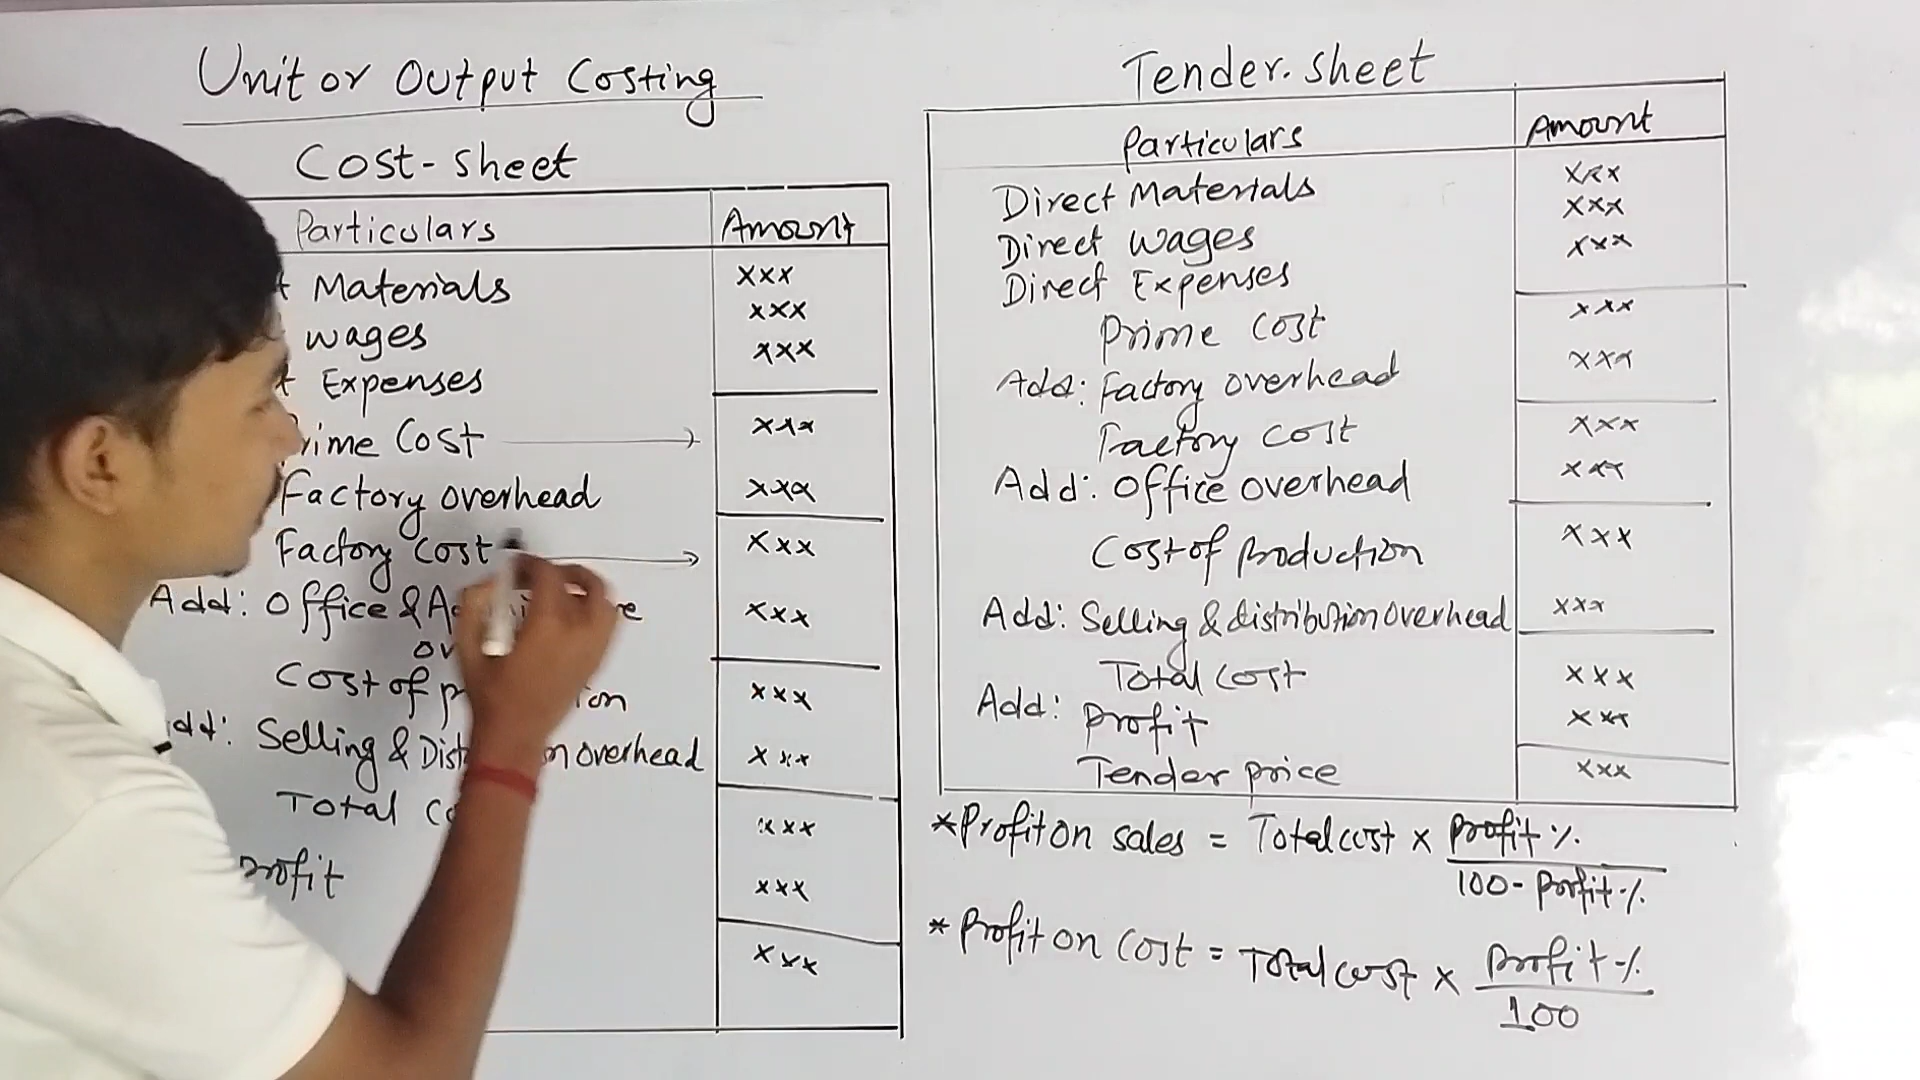 Unit or Output Costing
Cost-sheet
Particulars Amount
Materials xxx
wages xxx
Expenses xxx
Cost xxx
Factory overhead xxx
Factory Cost xxx
Add: Office & xxx
Cost of xxx
Selling & overhead xxx
Total xxx
profit xxx
xxx
Tender.sheet
Particulars Amount
Direct Materials xxx
Direct wages xxx
Direct Expenses xxx
Prime Cost xxx
Add: Factory overhead xxx
Factory Cost xxx
Add: Office overhead xxx
Cost of Production xxx
Add: Selling & distribution overhead xxx
Total Cost xxx
Add: Profit xxx
Tender price xxx
*Profit on sales = Total cost x Profit %
100 - Profit %
*Profit on Cost = Total cost x Profit %
100